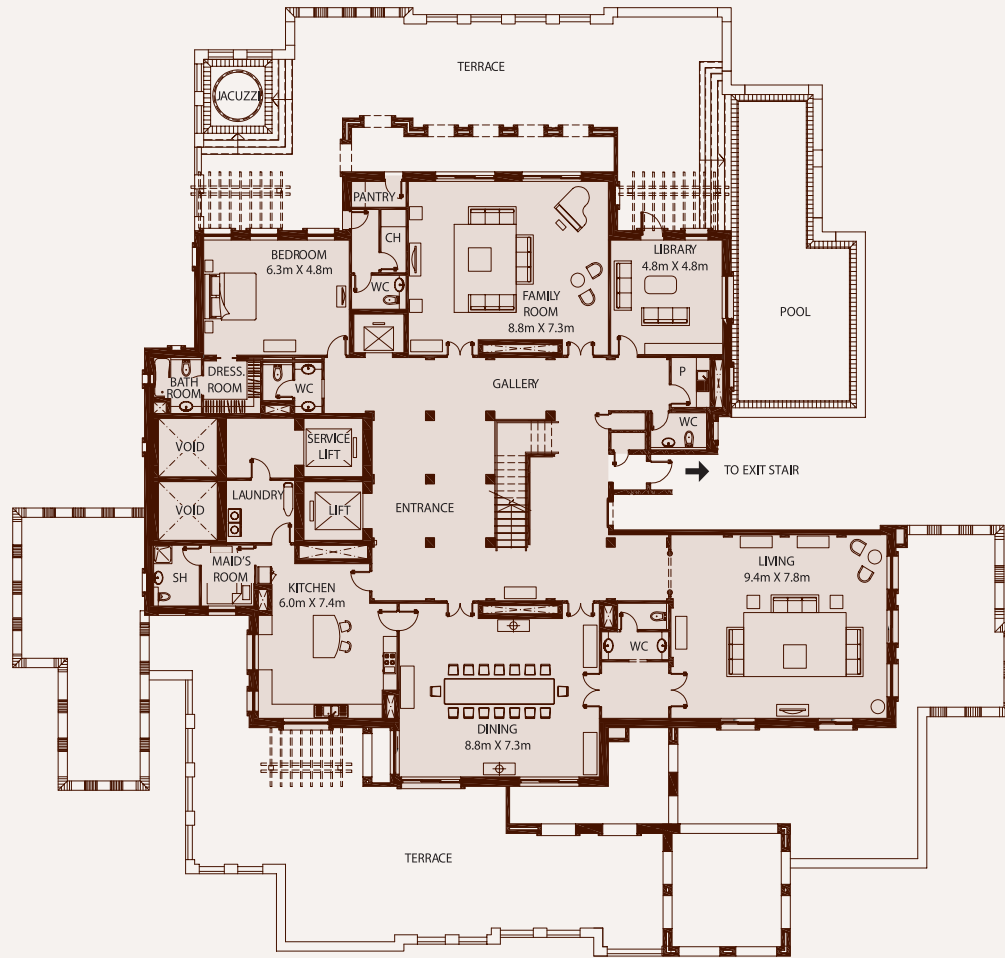 TERRACE
JACUZZI
PANTRY
CH
BEDROOM
6.3m X 4.8m
LIBRARY
4.8m X 4.8m
WC
FAMILY
ROOM
8.8m X 7.3m
POOL
BATH
ROOM
DRESS.
ROOM
WC
GALLERY
P
WC
VOID
SERVICE
LIFT
TO EXIT STAIR
VOID
LAUNDRY
LIFT
ENTRANCE
SH
MAID'S
ROOM
KITCHEN
6.0m X 7.4m
LIVING
9.4m X 7.8m
WC
DINING
8.8m X 7.3m
TERRACE